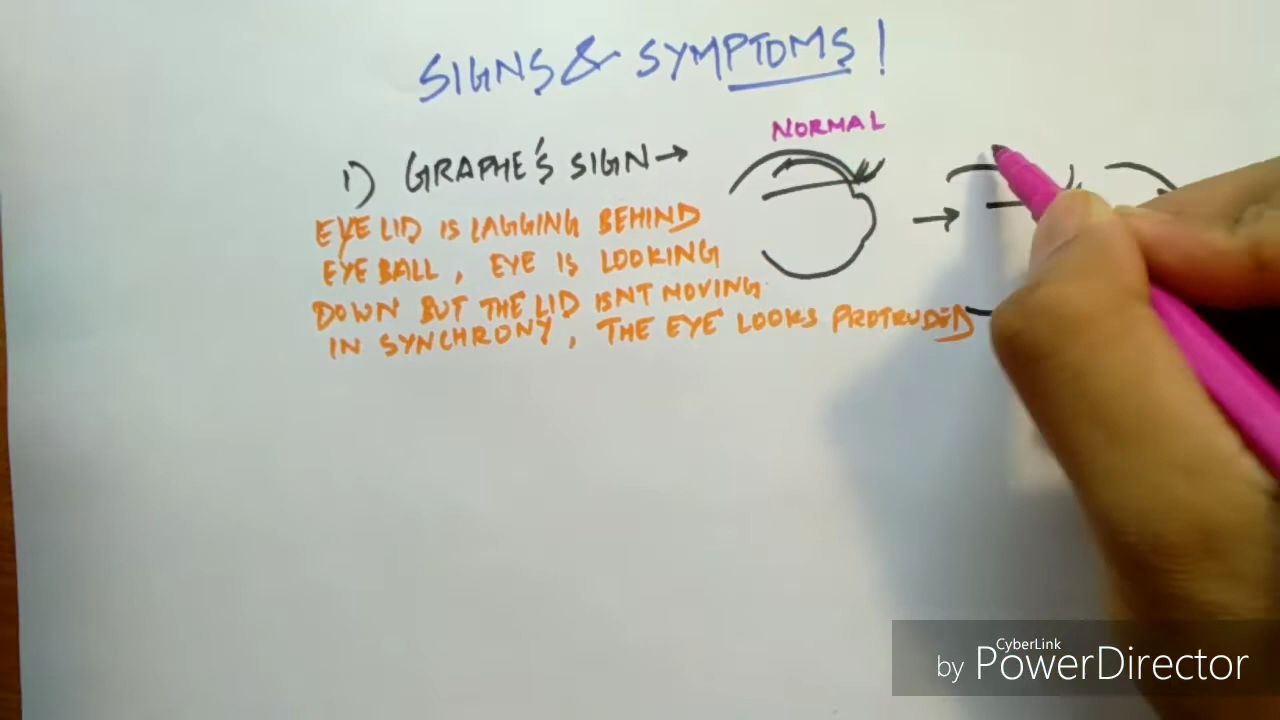 SIGNS & SYMPTOMS!
NORMAL
1) GRAPHE'S SIGN→
EYE LID IS LAGGING BEHIND
EYE BALL, EYE IS LOOKING
DOWN BUT THE LID ISNT MOVING
IN SYNCHRONY, THE EYE LOOKS PROTRUDED
CyberLink
by PowerDirector